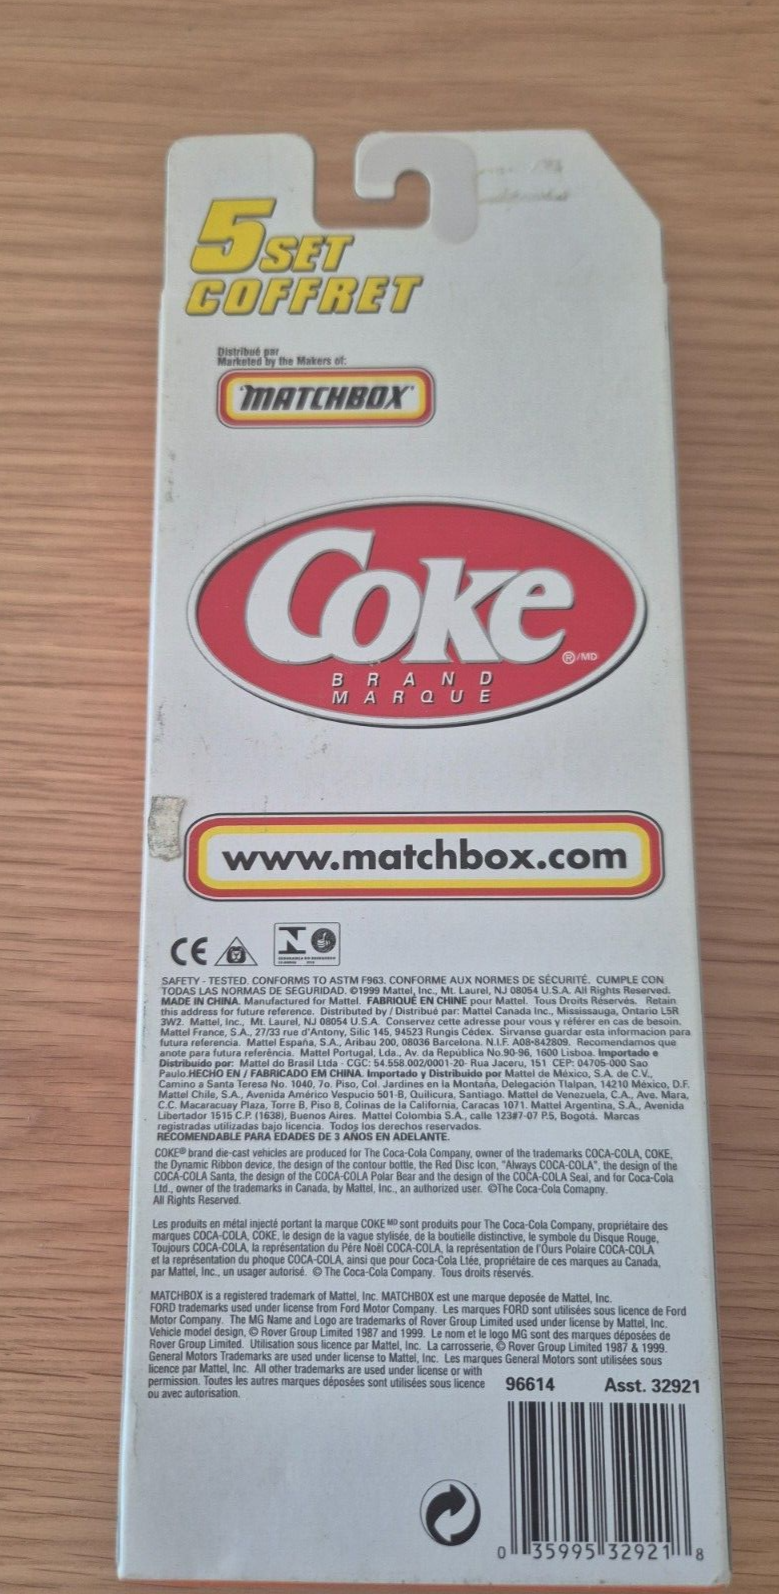 5 SET
COFFRET
Distribué par
Marketed by the Makers of:
MATCHBOX
Coke
®/MD
BRAND
MARQUE
www.matchbox.com
CE
N
SAFETY - TESTED. CONFORMS TO ASTM F963. CONFORME AUX NORMES DE SÉCURITÉ. CUMPLE CON
TODAS LAS NORMAS DE SEGURIDAD. ©1999 Mattel, Inc., Mt. Laurel, NJ 08054 U.S.A. All Rights Reserved.
MADE IN CHINA. Manufactured for Mattel. FABRIQUÉ EN CHINE pour Mattel. Tous Droits Réservés. Retain
this address for future reference. Distributed by / Distribué par: Mattel Canada Inc., Mississauga, Ontario L5R
3W2. Mattel, Inc., Mt. Laurel, NJ 08054 U.S.A. Conservez cette adresse pour vous y référer en cas de besoin.
Mattel France, S.A., 27/33 rue d'Antony, Silic 145, 94523 Rungis Cédex. Sírvanse guardar esta informacion para
futura referencia. Mattel España, S.A., Aribau 200, 08036 Barcelona. N.I.F. A08-842809. Recomendamos que
anote para futura referência. Mattel Portugal, Lda., Av. da República No.90-96, 1600 Lisboa. Importado e
Distribuido por: Mattel do Brasil Ltda - CGC: 54.558.002/0001-20- Rua Jaceru, 151 CEP: 04705-000 Sao
Paulo.HECHO EN / FABRICADO EM CHINA. Importado y Distribuido por Mattel de México, S.A. de C.V.,
Camino a Santa Teresa No. 1040, 7o. Piso, Col. Jardines en la Montaña, Delegación Tlalpan, 14210 México, D.F.
Mattel Chile, S.A., Avenida Américo Vespucio 501-B, Quilicura, Santiago. Mattel de Venezuela, C.A., Ave. Mara,
C.C. Macaracuay Plaza, Torre B, Piso 8, Colinas de la California, Caracas 1071. Mattel Argentina, S.A., Avenida
Libertador 1515 C.P. (1638), Buenos Aires. Mattel Colombia S.A., calle 123#7-07 P.5, Bogotá. Marcas
registradas utilizadas bajo licencia. Todos los derechos reservados.
RECOMENDABLE PARA EDADES DE 3 AÑOS EN ADELANTE.
COKE® brand die-cast vehicles are produced for The Coca-Cola Company, owner of the trademarks COCA-COLA, COKE,
the Dynamic Ribbon device, the design of the contour bottle, the Red Disc Icon, "Always COCA-COLA", the design of the
COCA-COLA Santa, the design of the COCA-COLA Polar Bear and the design of the COCA-COLA Seal, and for Coca-Cola
Ltd., owner of the trademarks in Canada, by Mattel, Inc., an authorized user. ©The Coca-Cola Comapny.
All Rights Reserved.
Les produits en métal injecté portant la marque COKE MD sont produits pour The Coca-Cola Company, propriétaire des
marques COCA-COLA, COKE, le design de la vague stylisée, de la boutielle distinctive, le symbole du Disque Rouge,
Toujours COCA-COLA, la représentation du Père Noël COCA-COLA, la représentation de l'Ours Polaire COCA-COLA
et la représentation du phoque COCA-COLA, ainsi que pour Coca-Cola Ltée, propriétaire de ces marques au Canada,
par Mattel, Inc., un usager autorisé. © The Coca-Cola Company. Tous droits réservés.
MATCHBOX is a registered trademark of Mattel, Inc. MATCHBOX est une marque deposée de Mattel, Inc.
FORD trademarks used under license from Ford Motor Company. Les marques FORD sont utilisées sous licence de Ford
Motor Company. The MG Name and Logo are trademarks of Rover Group Limited used under license by Mattel, Inc.
Vehicle model design, © Rover Group Limited 1987 and 1999. Le nom et le logo MG sont des marques déposées de
Rover Group Limited. Utilisation sous licence par Mattel, Inc. La carrosserie, © Rover Group Limited 1987 & 1999.
General Motors Trademarks are used under license to Mattel, Inc. Les marques General Motors sont utilisées sous
licence par Mattel, Inc. All other trademarks are used under license or with
permission. Toutes les autres marques déposées sont utilisées sous licence
ou avec autorisation.
96614 Asst. 32921
0 35995 32921 8